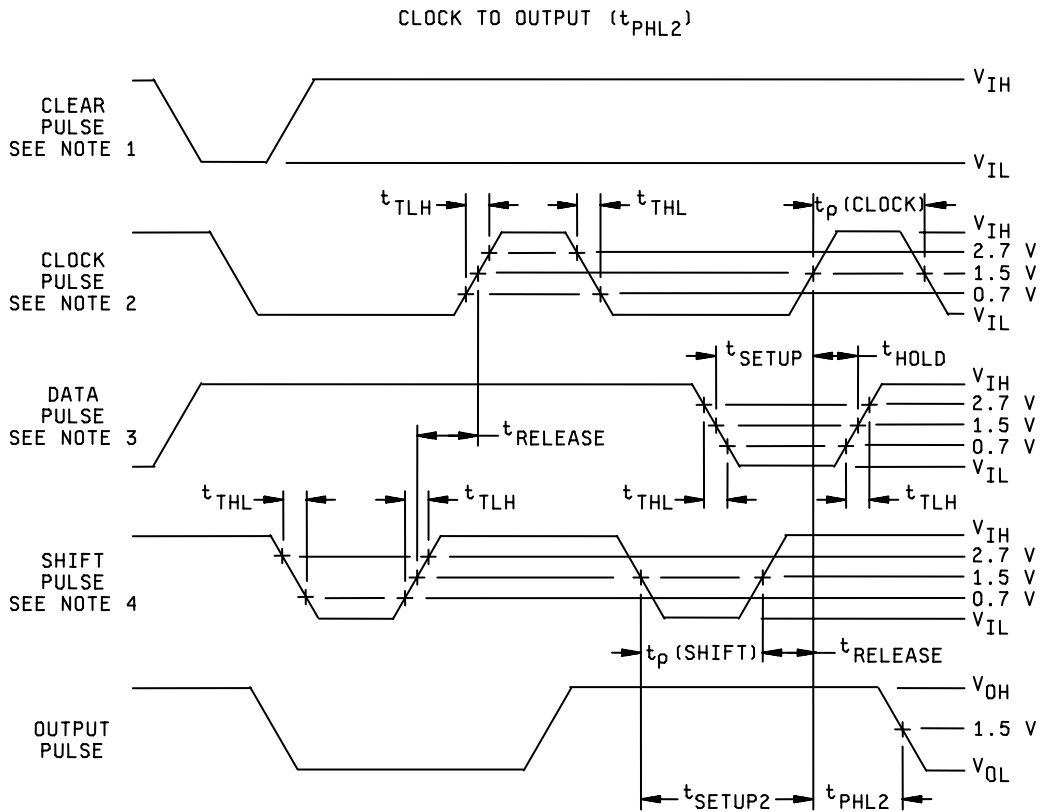 CLOCK TO OUTPUT (tPHL2)
CLEAR
PULSE
SEE NOTE 1
VIH
VIL
tTLH
tTHL
tp (CLOCK)
CLOCK
PULSE
SEE NOTE 2
VIH
2.7 V
1.5 V
0.7 V
VIL
tSETUP
tHOLD
DATA
PULSE
SEE NOTE 3
tRELEASE
VIH
2.7 V
1.5 V
0.7 V
VIL
tTHL
tTLH
tTHL
tTLH
SHIFT
PULSE
SEE NOTE 4
VIH
2.7 V
1.5 V
0.7 V
VIL
tp (SHIFT)
tRELEASE
OUTPUT
PULSE
VOH
1.5 V
VOL
tSETUP2
tPHL2